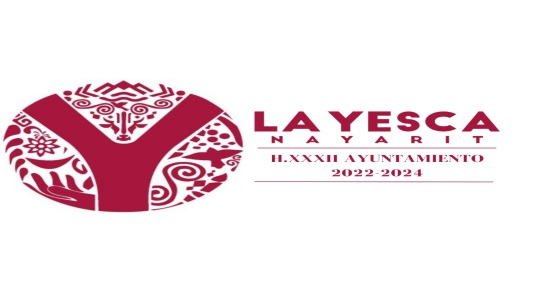 LA YESCA
NAYARIT
H.XXXII AYUNTAMIENTO
2022-2024